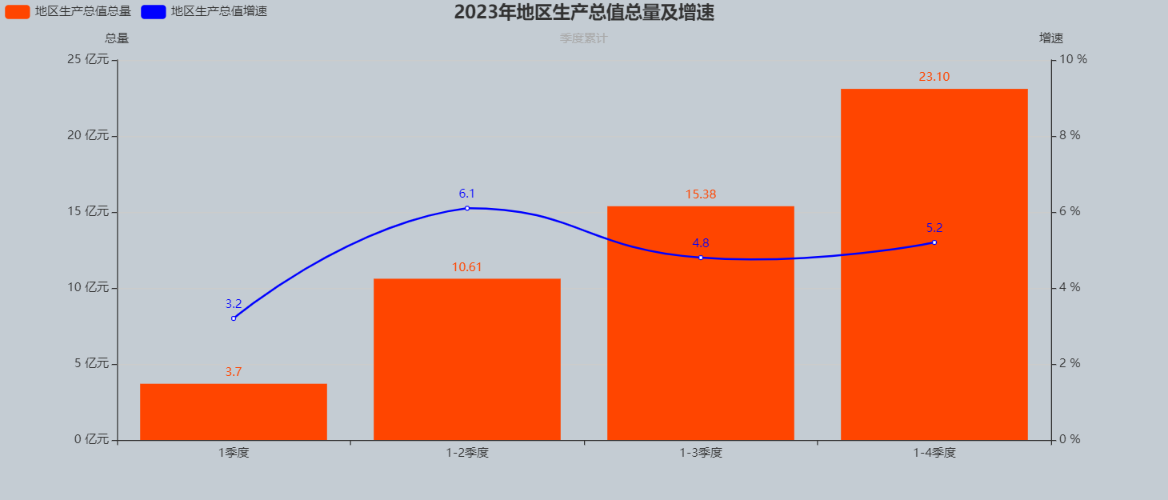 地区生产总值总量 地区生产总值增速
2023年地区生产总值总量及增速
季度累计
总量 增速
25 亿元 10 %
23.10
20 亿元 8 %
6.1
15.38
15 亿元 6 %
5.2
4.8
10.61
10 亿元 4 %
3.2
3.7
5 亿元 2 %
0 亿元 0 %
1季度 1-2季度 1-3季度 1-4季度